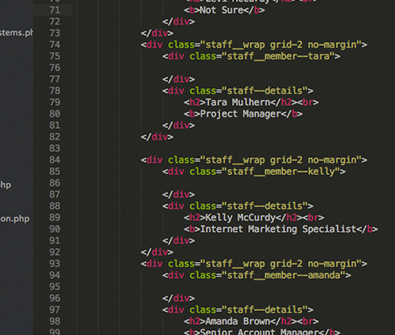 71 <b>Not Sure</b>
stems.ph
72 </div>
73 </div>
74 <div class="staff__wrap grid-2 no-margin">
75 <div class="staff__member--tara">
76
77 </div>
78 <div class="staff--details">
79 <h2>Tara Mulhern</h2><br>
80 <b>Project Manager</b>
81 </div>
82 </div>
83
84 <div class="staff__wrap grid-2 no-margin">
85 <div class="staff__member--kelly">
php
86
87 </div>
88 <div class="staff--details">
on.php
89 <h2>Kelly McCurdy</h2><br>
90 <b>Internet Marketing Specialist</b>
91 </div>
92 </div>
93 <div class="staff__wrap grid-2 no-margin">
94 <div class="staff__member--amanda">
95
96 </div>
97 <div class="staff--details">
98 <h2>Amanda Brown</h2><br>
99 <b>Senior Account Manager</b>